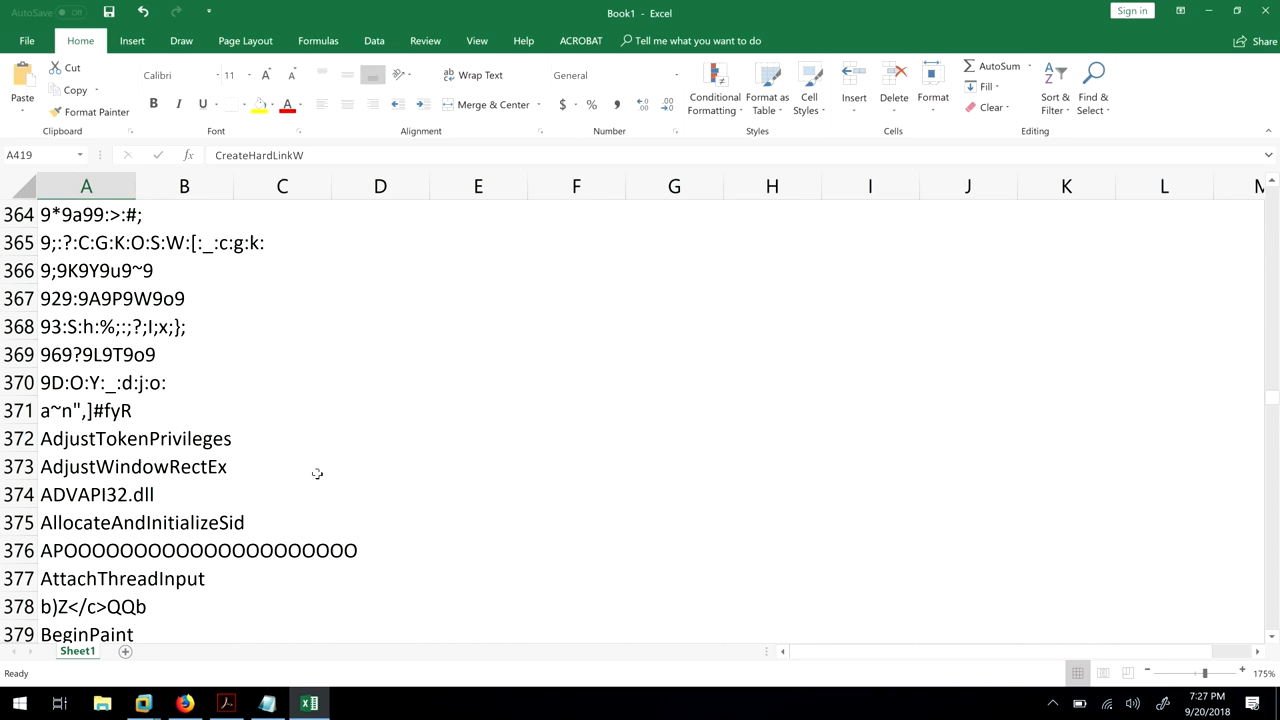 AutoSave Off
Book1 - Excel
Sign in
File Home Insert Draw Page Layout Formulas Data Review View Help ACROBAT Tell me what you want to do Share
Paste
Cut
Copy
Format Painter
Clipboard
Calibri 11
B I U
Font
Wrap Text
Merge & Center
Alignment
General
$ % ,
Number
Conditional Formatting
Format as Table
Cell Styles
Styles
Insert
Delete
Format
Cells
AutoSum
Fill
Clear
Sort & Filter
Find & Select
Editing
A419 fx CreateHardLinkW
A B C D E F G H I J K L M
364 9*9a99:>:#;
365 9;:?:C:G:K:O:S:W:[:_:c:g:k:
366 9;9K9Y9u9~9
367 929:9A9P9W9o9
368 93:S:h:%;:;?;I;x;};
369 969?9L9T9o9
370 9D:O:Y:_:d:j:o:
371 a~n",]#fyR
372 AdjustTokenPrivileges
373 AdjustWindowRectEx
374 ADVAPI32.dll
375 AllocateAndInitializeSid
376 APOOOOOOOOOOOOOOOOOOOOO
377 AttachThreadInput
378 b)Z</c>QQb
379 BeginPaint
Sheet1
Ready
175%
7:27 PM
9/20/2018